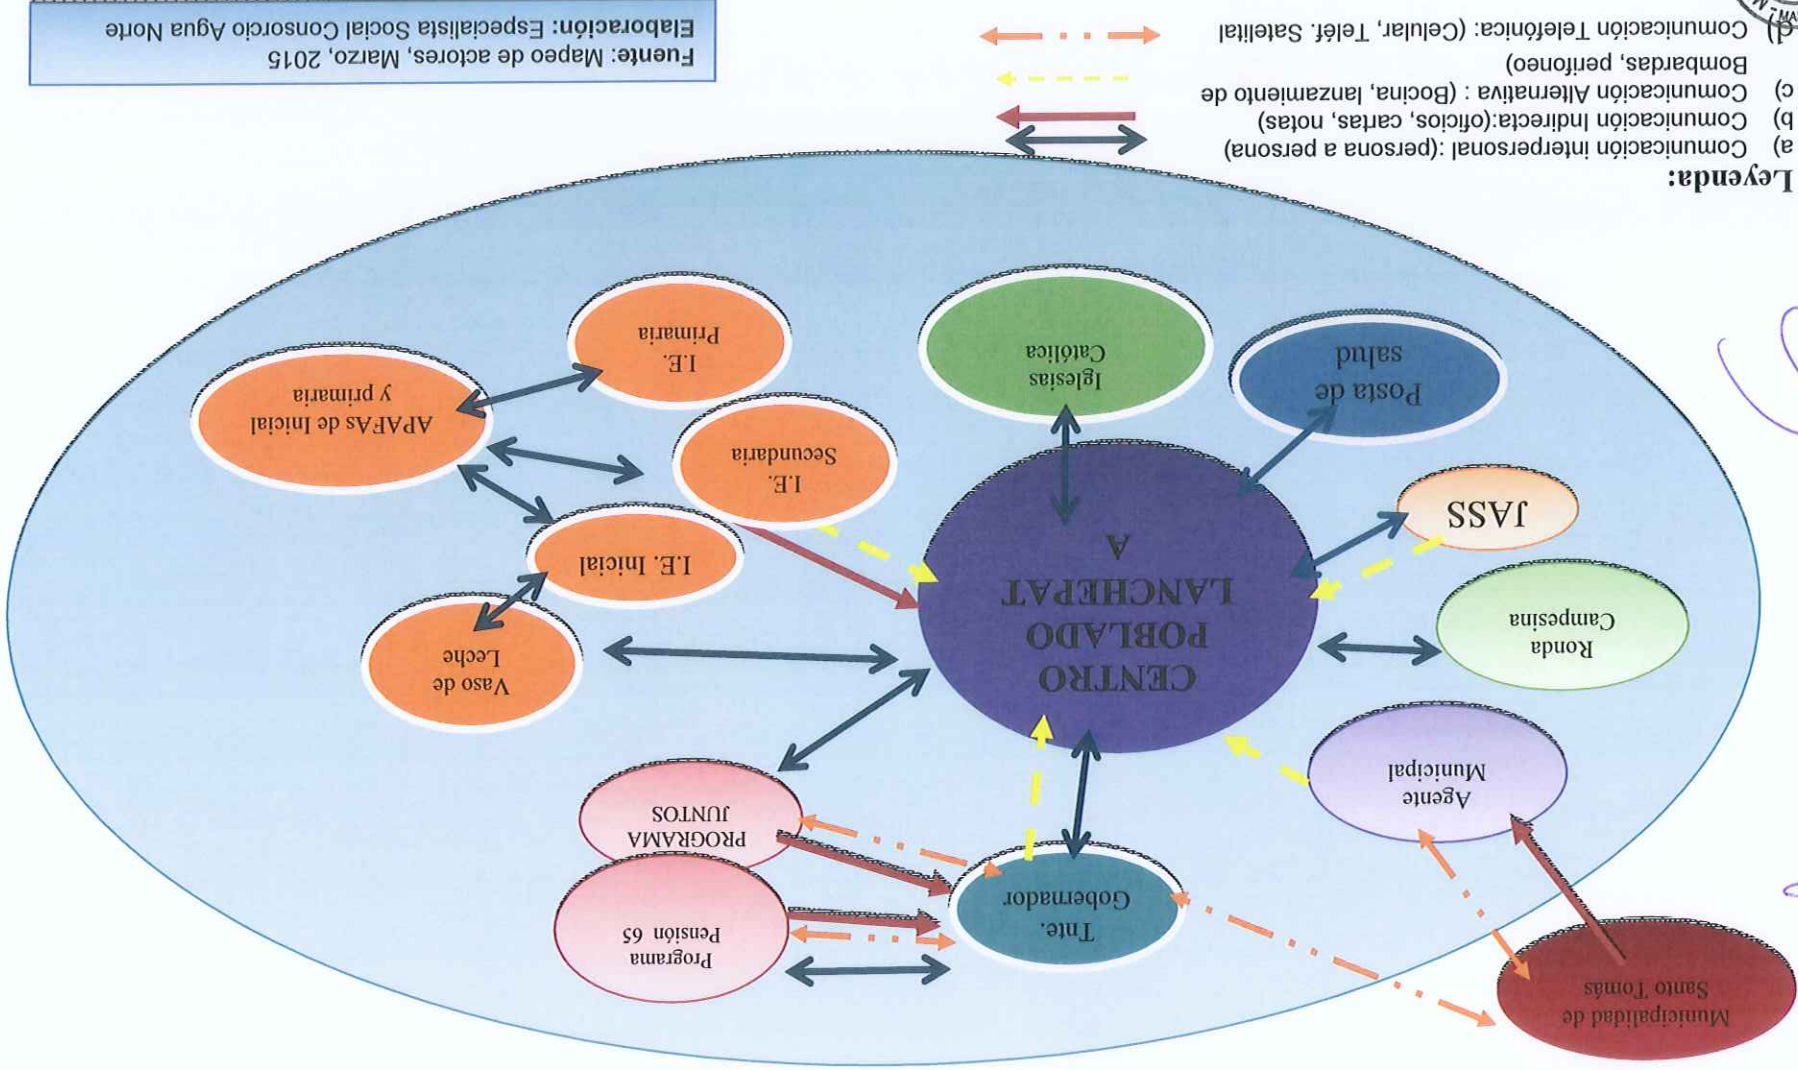 Municipalidad de
Santo Tomás
Tnte.
Gobernador
Programa
Pensión 65
PROGRAMA
JUNTOS
Agente
Municipal
Vaso de
Leche
Ronda
Campesina
CENTRO
POBLADO
LANCHEPAT
A
I.E. Inicial
JASS
I.E.
Secundaria
APAFAs de Inicial
y primaria
Posta de
salud
Iglesias
Católica
I.E.
Primaria
Leyenda:
a) Comunicación interpersonal :(persona a persona)
b) Comunicación Indirecta:(oficios, cartas, notas)
c) Comunicación Alternativa : (Bocina, lanzamiento de
Bombardas, perifoneo)
d) Comunicación Telefónica: (Celular, Teléf. Satelital
Fuente: Mapeo de actores, Marzo, 2015
Elaboración: Especialista Social Consorcio Agua Norte